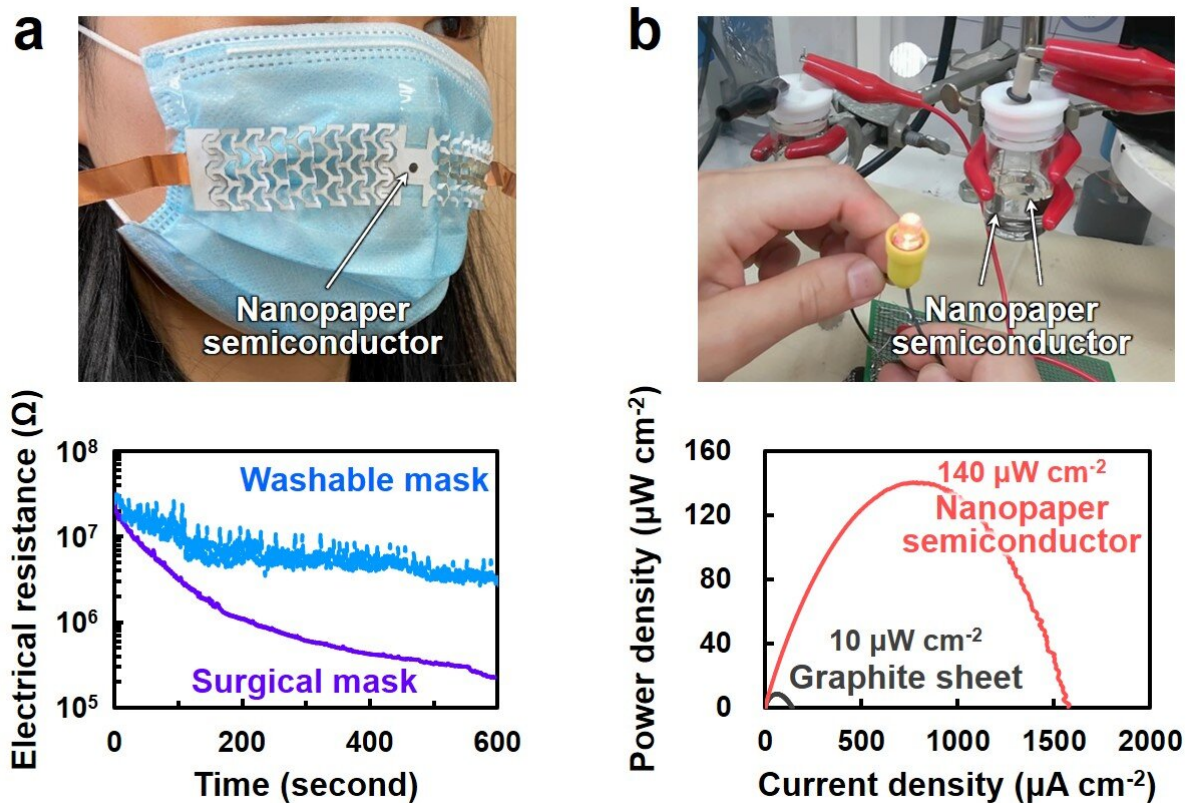 a
Nanopaper
semiconductor
Electrical resistance (Ω)
10⁸
10⁷
10⁶
10⁵
Washable mask
Surgical mask
0
200
400
600
Time (second)
b
Nanopaper
semiconductor
Power density (µW cm⁻²)
160
120
80
40
0
140 µW cm⁻²
Nanopaper
semiconductor
10 µW cm⁻²
Graphite sheet
0
500
1000
1500
2000
Current density (µA cm⁻²)